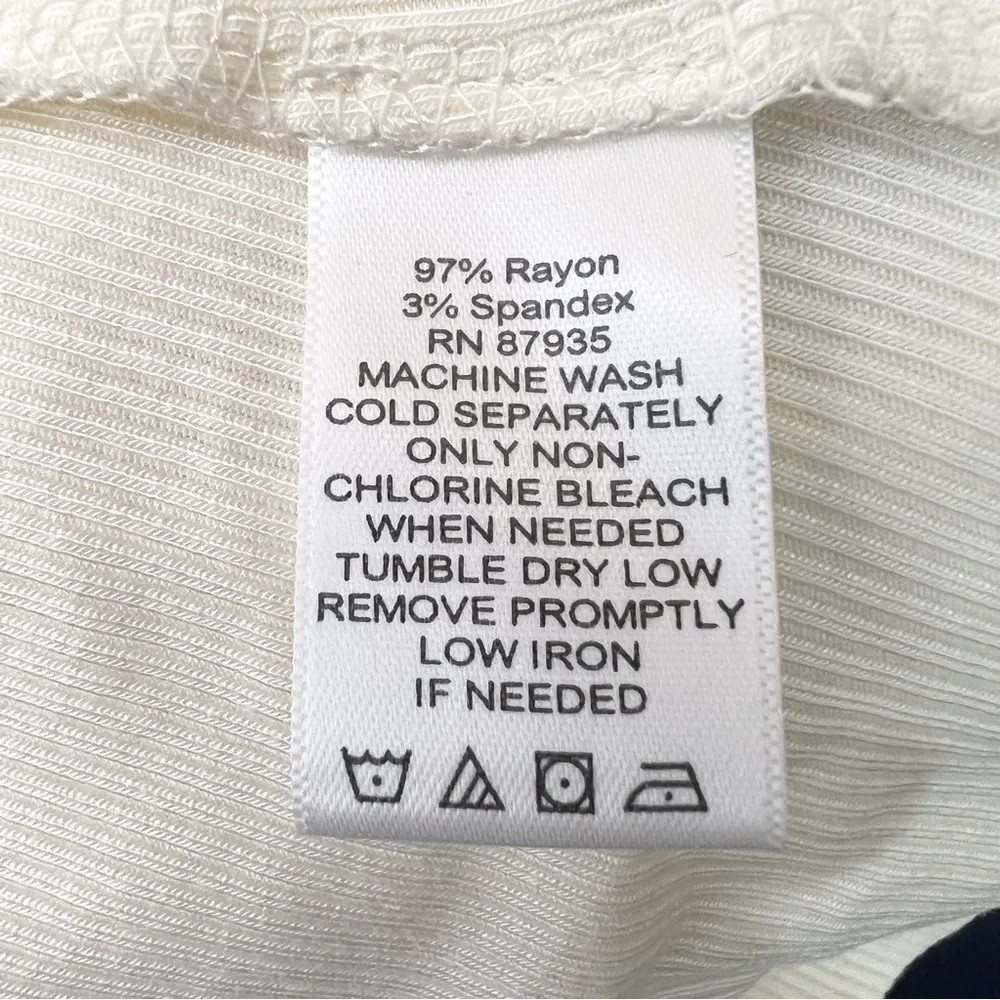 97% Rayon
3% Spandex
RN 87935
MACHINE WASH
COLD SEPARATELY
ONLY NON-
CHLORINE BLEACH
WHEN NEEDED
TUMBLE DRY LOW
REMOVE PROMPTLY
LOW IRON
IF NEEDED